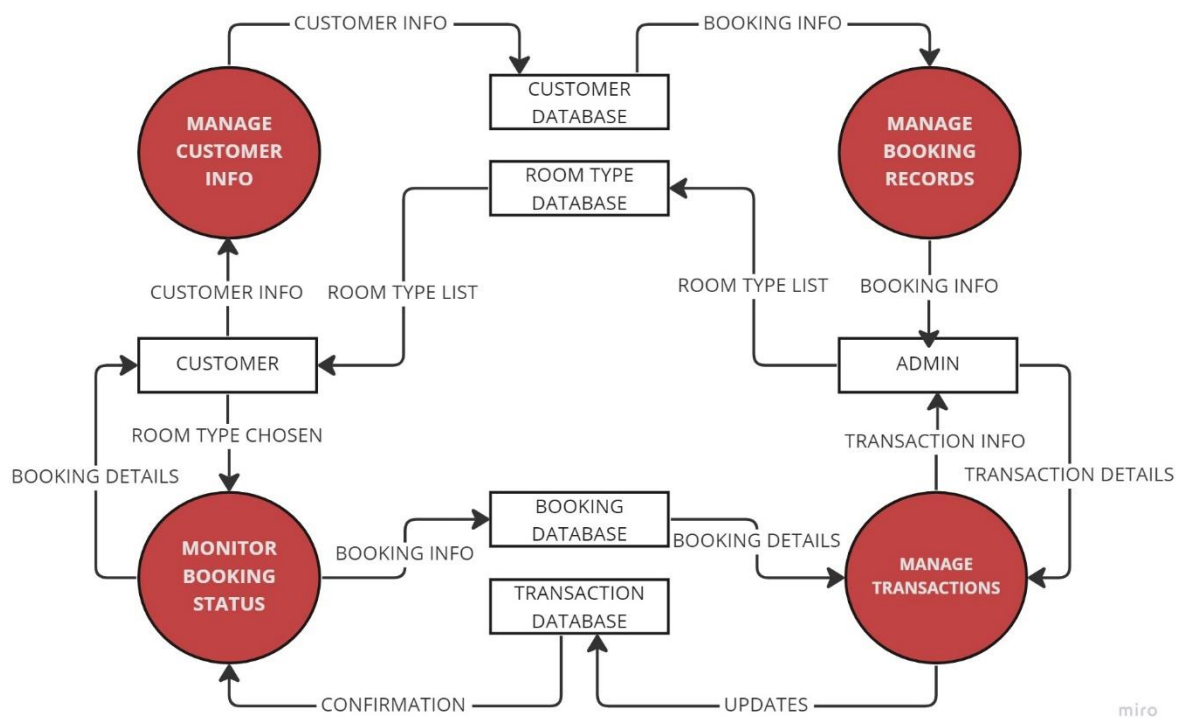 CUSTOMER INFO
BOOKING INFO
CUSTOMER
DATABASE
MANAGE
CUSTOMER
INFO
MANAGE
BOOKING
RECORDS
ROOM TYPE
DATABASE
CUSTOMER INFO
ROOM TYPE LIST
ROOM TYPE LIST
BOOKING INFO
CUSTOMER
ADMIN
ROOM TYPE CHOSEN
TRANSACTION INFO
BOOKING DETAILS
TRANSACTION DETAILS
BOOKING
DATABASE
MONITOR
BOOKING
STATUS
BOOKING INFO
BOOKING DETAILS
MANAGE
TRANSACTIONS
TRANSACTION
DATABASE
CONFIRMATION
UPDATES
miro